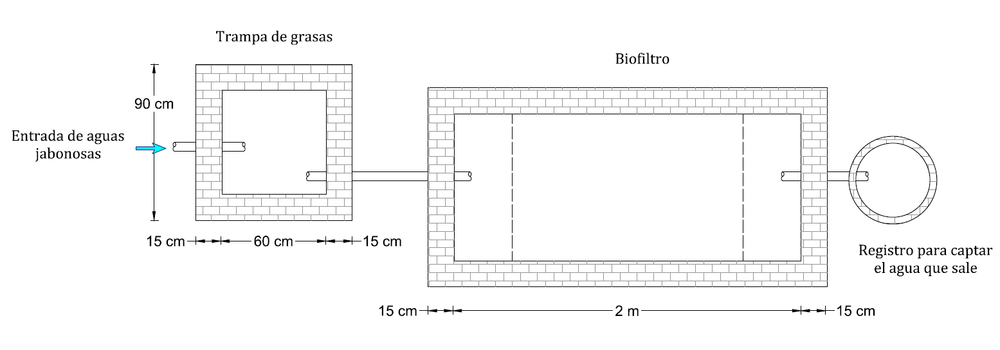 Trampa de grasas
Biofiltro
90 cm
Entrada de aguas
jabonosas
15 cm
60 cm
15 cm
Registro para captar
el agua que sale
15 cm
2 m
15 cm